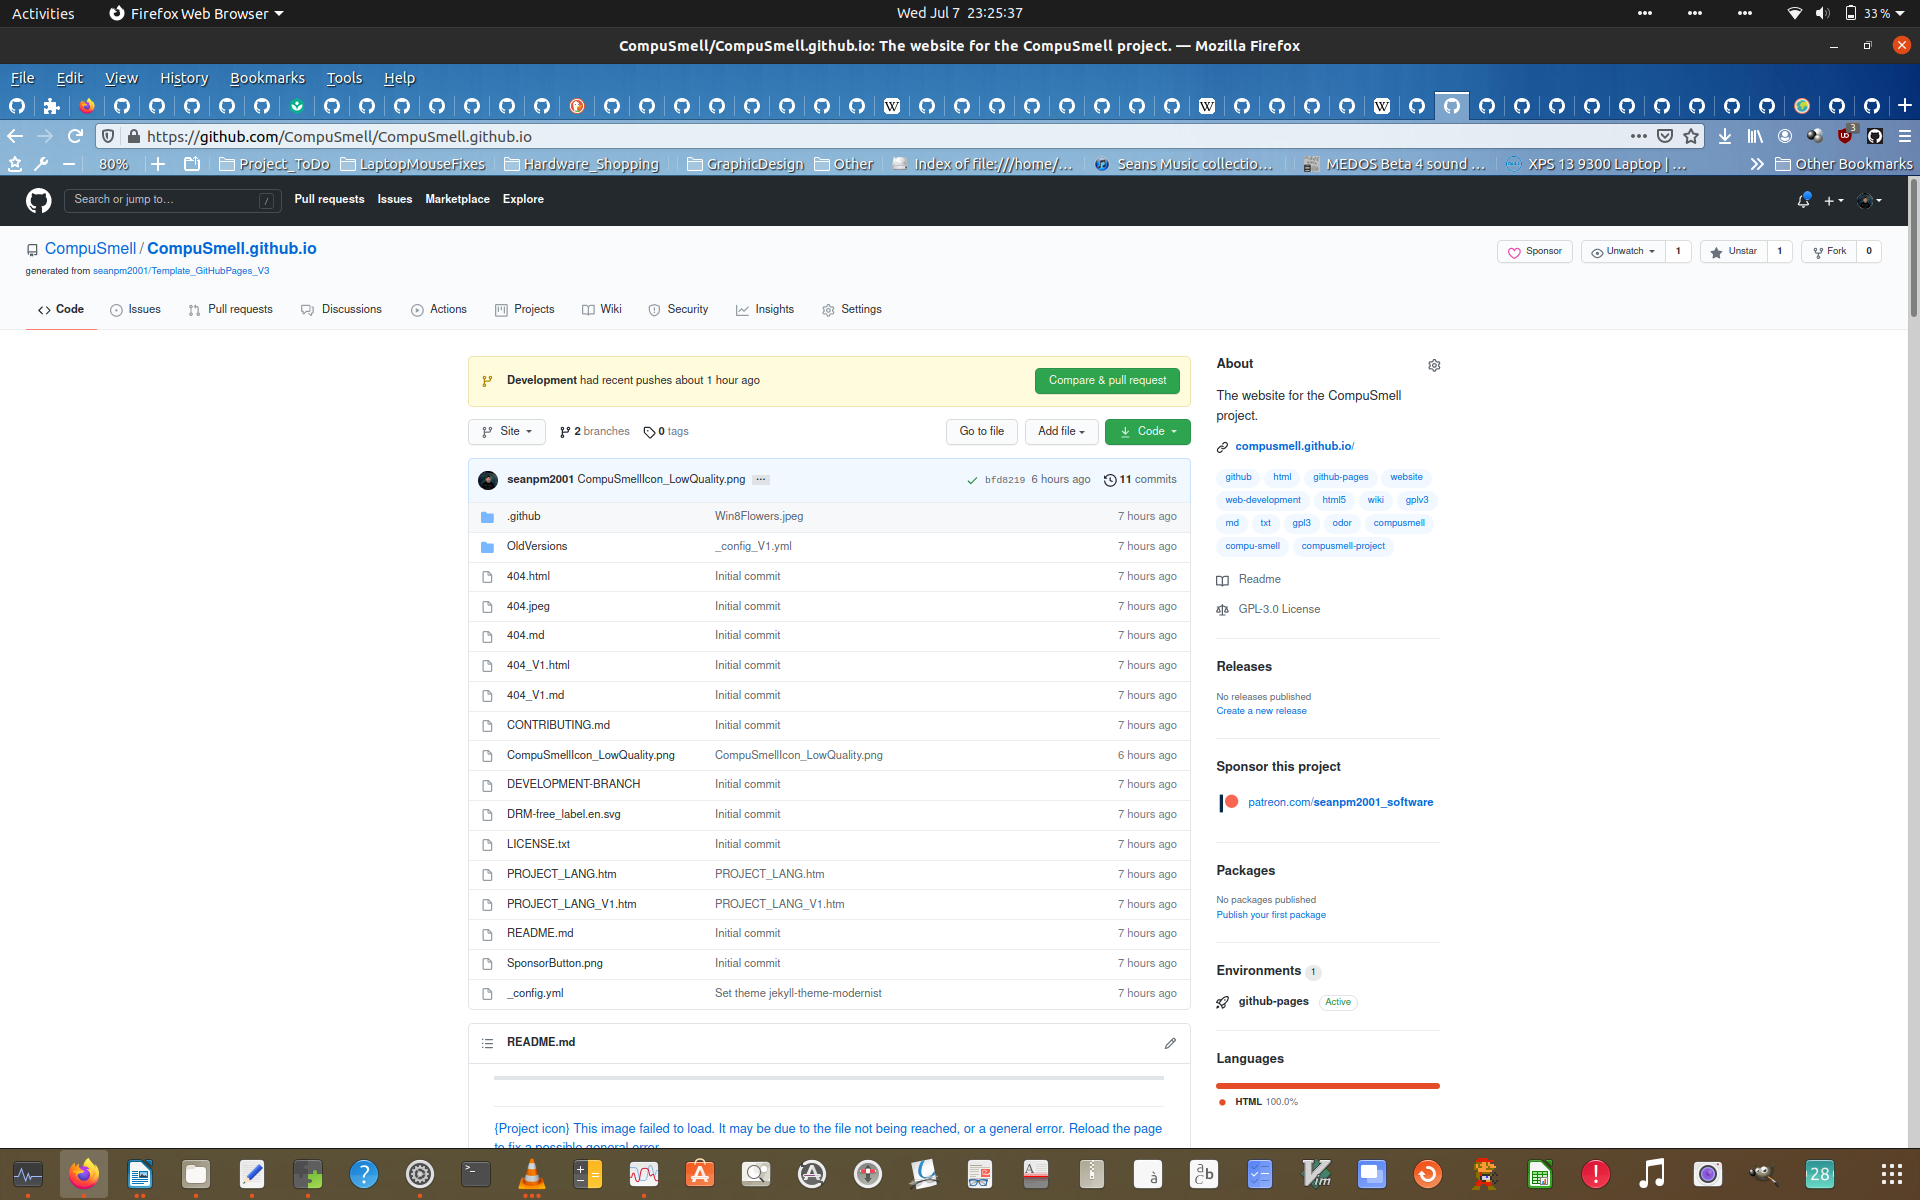 Activities Firefox Web Browser Wed Jul 7 23:25:37 33 %
CompuSmell/CompuSmell.github.io: The website for the CompuSmell project. — Mozilla Firefox
File Edit View History Bookmarks Tools Help
https://github.com/CompuSmell/CompuSmell.github.io 3
80% Project_ToDo LaptopMouseFixes Hardware_Shopping GraphicDesign Other Index of file:///home/… Seans Music collectio… MEDOS Beta 4 sound … XPS 13 9300 Laptop | … Other Bookmarks
Search or jump to… / Pull requests Issues Marketplace Explore
CompuSmell / CompuSmell.github.io Sponsor Unwatch 1 Unstar 1 Fork 0
generated from seanpm2001/Template_GitHubPages_V3
Code Issues Pull requests Discussions Actions Projects Wiki Security Insights Settings
Development had recent pushes about 1 hour ago Compare & pull request
Site 2 branches 0 tags Go to file Add file Code
seanpm2001 CompuSmellIcon_LowQuality.png ... bfd8219 6 hours ago 11 commits
.github Win8Flowers.jpeg 7 hours ago
OldVersions _config_V1.yml 7 hours ago
404.html Initial commit 7 hours ago
404.jpeg Initial commit 7 hours ago
404.md Initial commit 7 hours ago
404_V1.html Initial commit 7 hours ago
404_V1.md Initial commit 7 hours ago
CONTRIBUTING.md Initial commit 7 hours ago
CompuSmellIcon_LowQuality.png CompuSmellIcon_LowQuality.png 6 hours ago
DEVELOPMENT-BRANCH Initial commit 7 hours ago
DRM-free_label.en.svg Initial commit 7 hours ago
LICENSE.txt Initial commit 7 hours ago
PROJECT_LANG.htm PROJECT_LANG.htm 7 hours ago
PROJECT_LANG_V1.htm PROJECT_LANG_V1.htm 7 hours ago
README.md Initial commit 7 hours ago
SponsorButton.png Initial commit 7 hours ago
_config.yml Set theme jekyll-theme-modernist 7 hours ago
README.md
{Project icon} This image failed to load. It may be due to the file not being reached, or a general error. Reload the page
to fix a possible general error.
About
The website for the CompuSmell
project.
compusmell.github.io/
github html github-pages website
web-development html5 wiki gplv3
md txt gpl3 odor compusmell
compu-smell compusmell-project
Readme
GPL-3.0 License
Releases
No releases published
Create a new release
Sponsor this project
patreon.com/seanpm2001_software
Packages
No packages published
Publish your first package
Environments 1
github-pages Active
Languages
HTML 100.0%
28